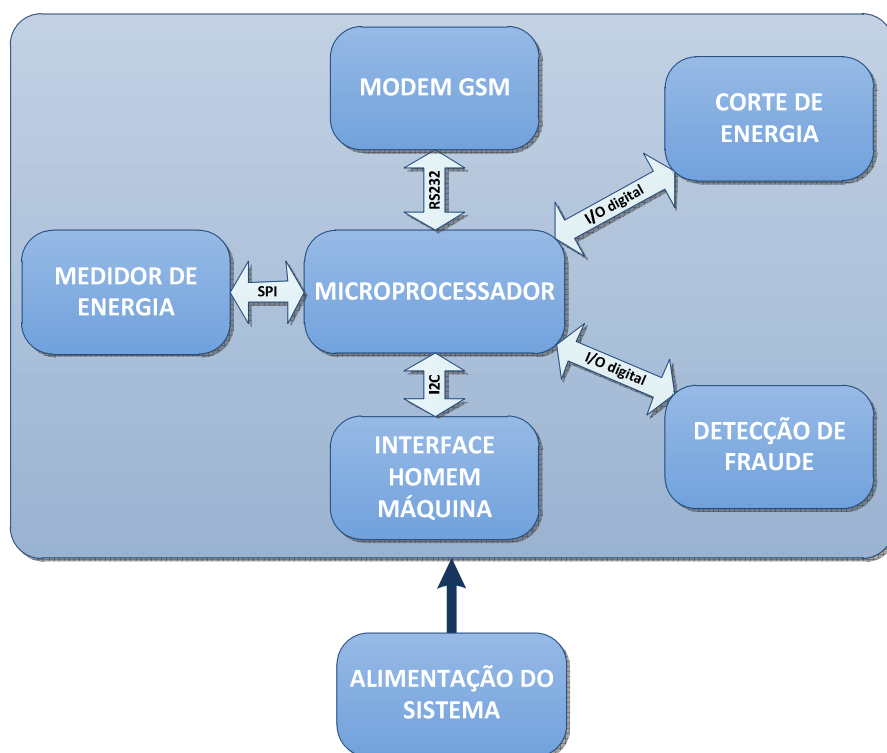 MODEM GSM
CORTE DE
ENERGIA
RS232
I/O digital
MEDIDOR DE
ENERGIA
SPI
MICROPROCESSADOR
I/O digital
I2C
INTERFACE
HOMEM
MÁQUINA
DETECÇÃO DE
FRAUDE
ALIMENTAÇÃO DO
SISTEMA